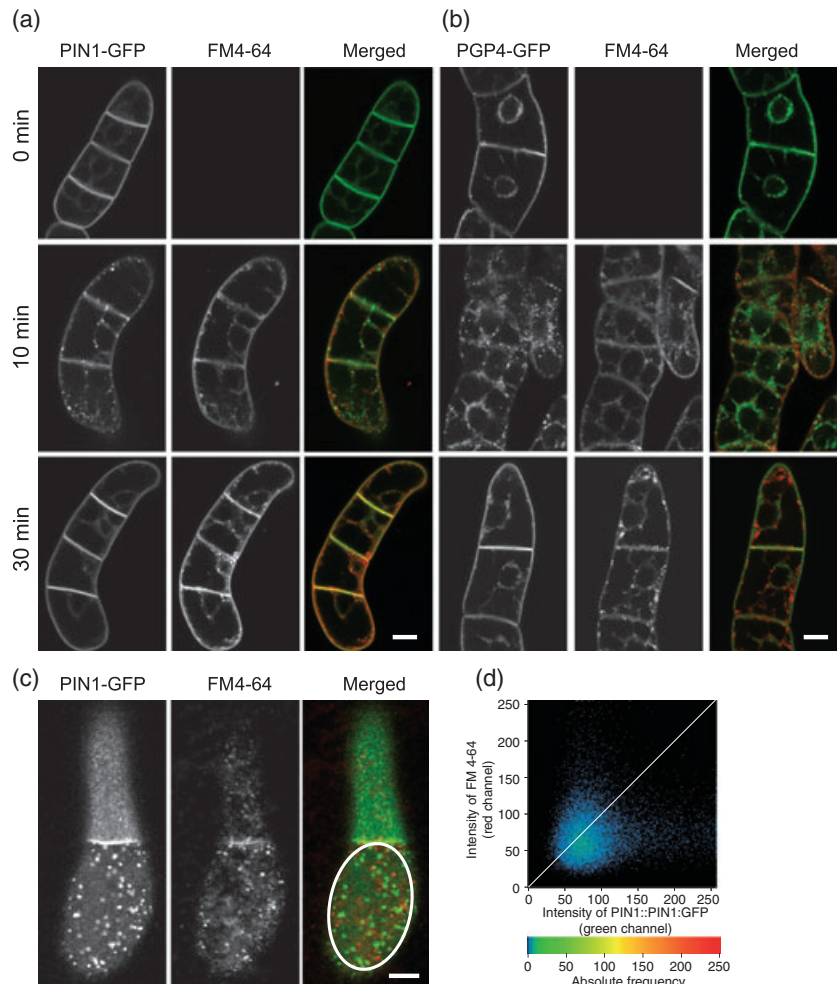 (a)
(b)
PIN1-GFP FM4-64 Merged PGP4-GFP FM4-64 Merged
0 min
10 min
30 min
(c)
(d)
PIN1-GFP FM4-64 Merged
250
200
150
100
50
0
Intensity of FM 4-64
(red channel)
0 50 100 150 200 250
Intensity of PIN1::PIN1:GFP
(green channel)
0 50 100 150 200 250
Absolute frequency